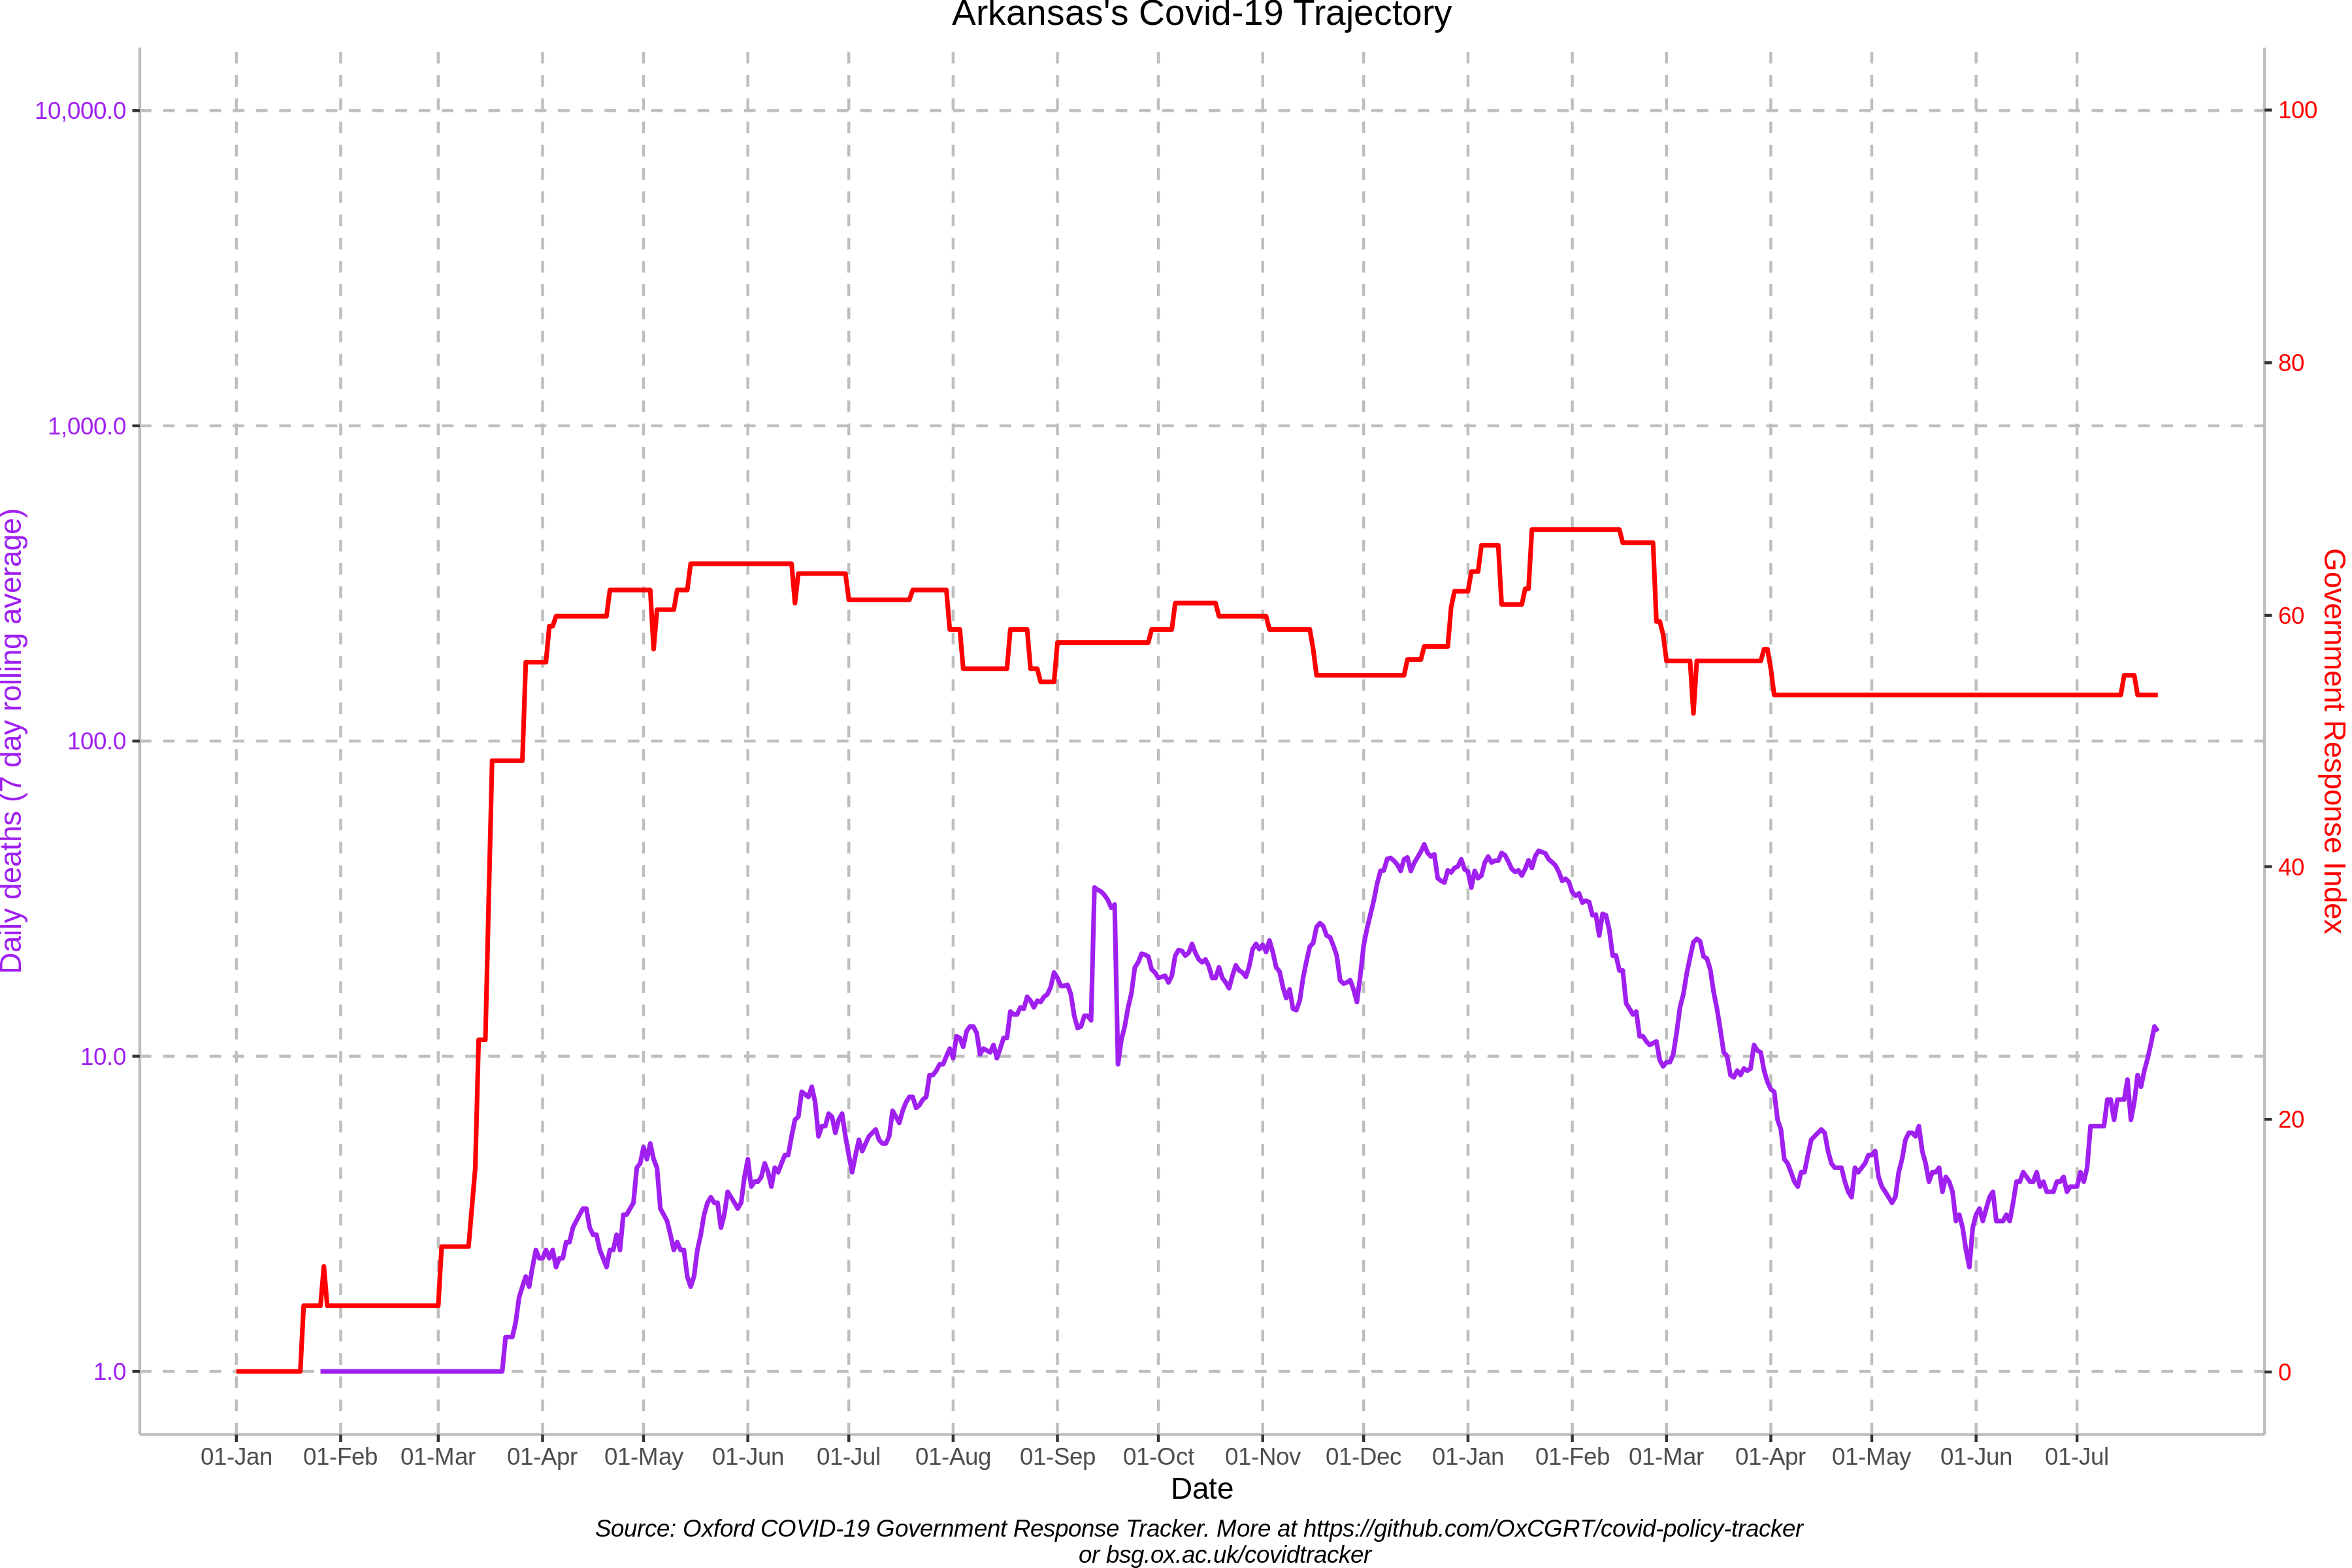 Arkansas's Covid-19 Trajectory
10,000.0
1,000.0
100.0
10.0
1.0
Daily deaths (7 day rolling average)
100
80
60
40
20
0
Government Response Index
01-Jan 01-Feb 01-Mar 01-Apr 01-May 01-Jun 01-Jul 01-Aug 01-Sep 01-Oct 01-Nov 01-Dec 01-Jan 01-Feb 01-Mar 01-Apr 01-May 01-Jun 01-Jul
Date
Source: Oxford COVID-19 Government Response Tracker. More at https://github.com/OxCGRT/covid-policy-tracker
or bsg.ox.ac.uk/covidtracker